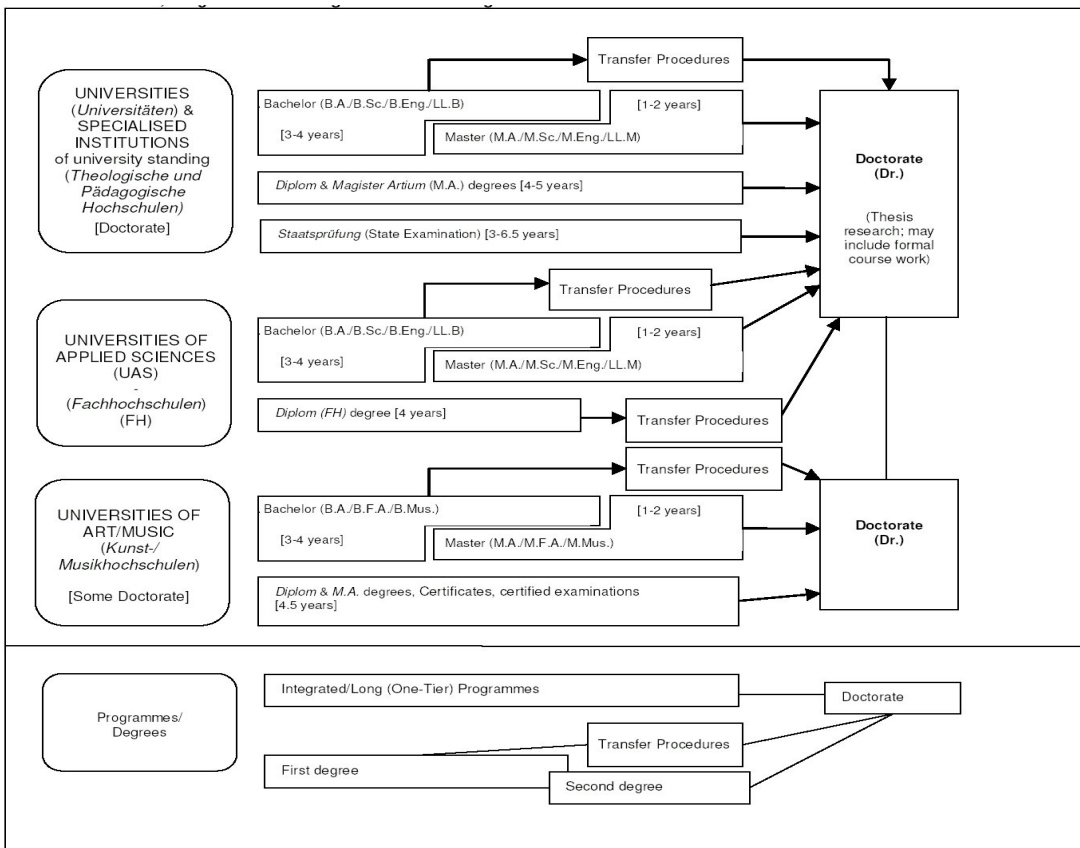 Transfer Procedures
UNIVERSITIES
(Universitäten) &
SPECIALISED
INSTITUTIONS
of university standing
(Theologische und
Pädagogische
Hochschulen)
[Doctorate]
Bachelor (B.A./B.Sc./B.Eng./LL.B)
[1-2 years]
[3-4 years]
Master (M.A./M.Sc./M.Eng./LL.M)
Diplom & Magister Artium (M.A.) degrees [4-5 years]
Staatsprüfung (State Examination) [3-6.5 years]
Doctorate
(Dr.)
(Thesis
research; may
include formal
course work)
Transfer Procedures
UNIVERSITIES OF
APPLIED SCIENCES
(UAS)
-
(Fachhochschulen)
(FH)
Bachelor (B.A./B.Sc./B.Eng./LL.B)
[1-2 years]
[3-4 years]
Master (M.A./M.Sc./M.Eng./LL.M)
Diplom (FH) degree [4 years]
Transfer Procedures
Transfer Procedures
UNIVERSITIES OF
ART/MUSIC
(Kunst-/
Musikhochschulen)
[Some Doctorate]
Bachelor (B.A./B.F.A./B.Mus.)
[1-2 years]
[3-4 years]
Master (M.A./M.F.A./M.Mus.)
Diplom & M.A. degrees, Certificates, certified examinations
[4.5 years]
Doctorate
(Dr.)
Programmes/
Degrees
Integrated/Long (One-Tier) Programmes
Doctorate
Transfer Procedures
First degree
Second degree